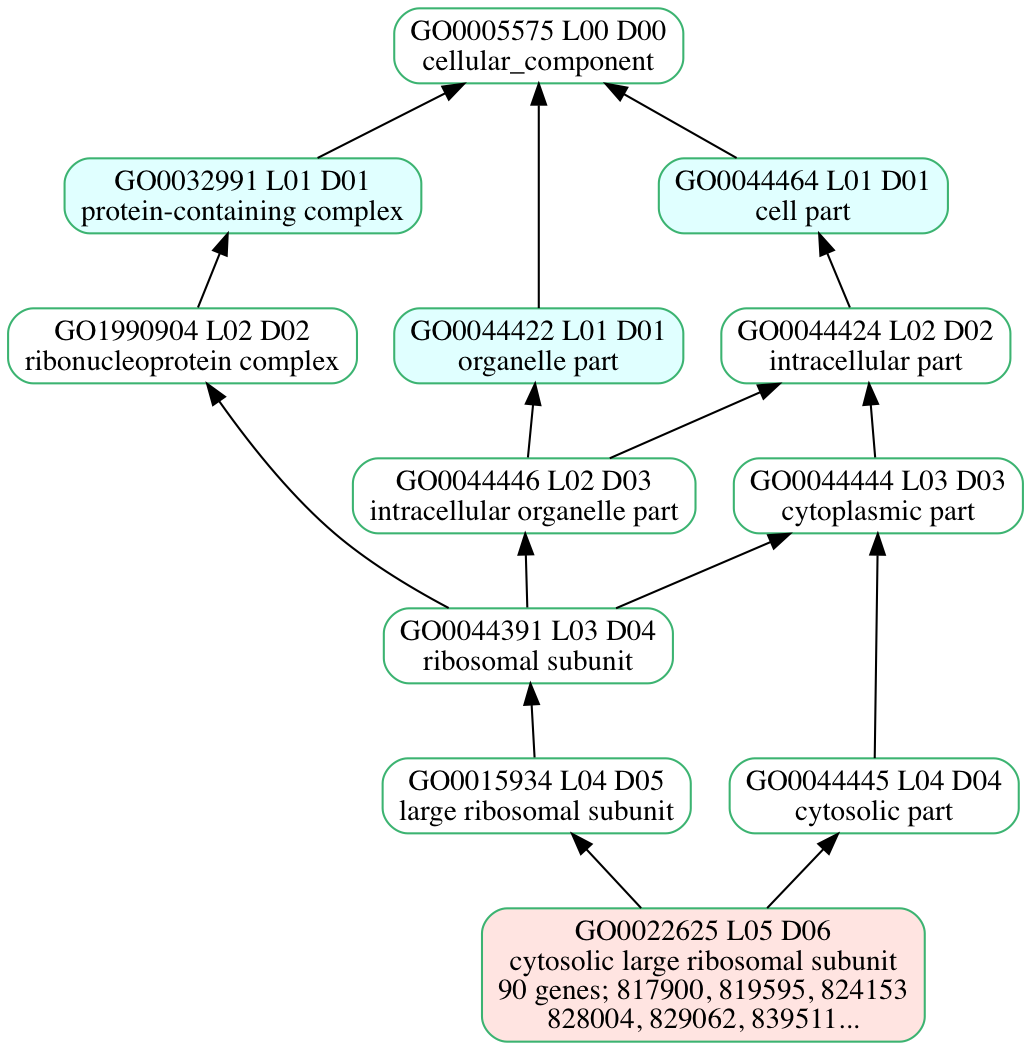 GO0005575 L00 D00
cellular_component
GO0032991 L01 D01
protein-containing complex
GO0044464 L01 D01
cell part
GO1990904 L02 D02
ribonucleoprotein complex
GO0044422 L01 D01
organelle part
GO0044424 L02 D02
intracellular part
GO0044446 L02 D03
intracellular organelle part
GO0044444 L03 D03
cytoplasmic part
GO0044391 L03 D04
ribosomal subunit
GO0015934 L04 D05
large ribosomal subunit
GO0044445 L04 D04
cytosolic part
GO0022625 L05 D06
cytosolic large ribosomal subunit
90 genes; 817900, 819595, 824153
828004, 829062, 839511...